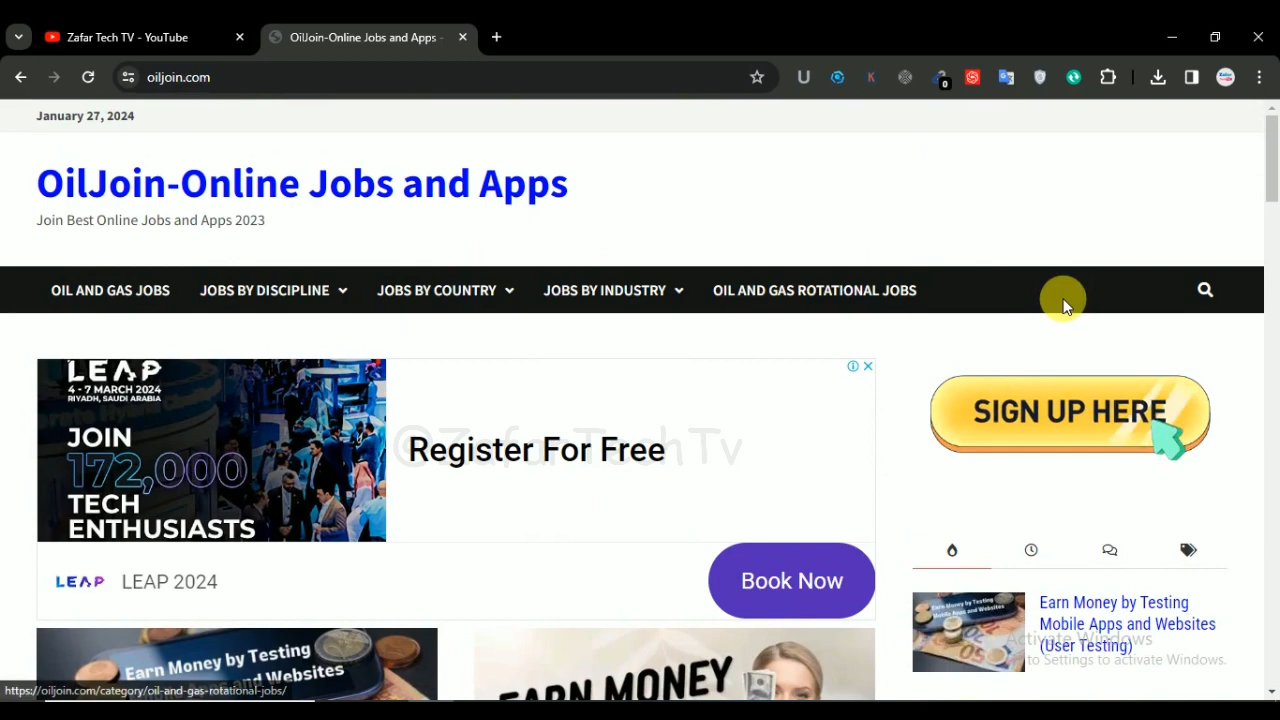 Zafar Tech TV - YouTube
OilJoin-Online Jobs and Apps -
oiljoin.com
0
January 27, 2024
OilJoin-Online Jobs and Apps
Join Best Online Jobs and Apps 2023
OIL AND GAS JOBS
JOBS BY DISCIPLINE
JOBS BY COUNTRY
JOBS BY INDUSTRY
OIL AND GAS ROTATIONAL JOBS
LEAP
4 - 7 MARCH 2024
RIYADH, SAUDI ARABIA
JOIN
172,000
TECH
ENTHUSIASTS
Register For Free
@ZafarTechTv
LEAP
LEAP 2024
Book Now
SIGN UP HERE
Earn Money by Testing
Mobile Apps and Websites
(User Testing)
Earn Money by Testing
Websites
EARN MONEY
Activate Windows
to Settings to activate Windows.
https://oiljoin.com/category/oil-and-gas-rotational-jobs/